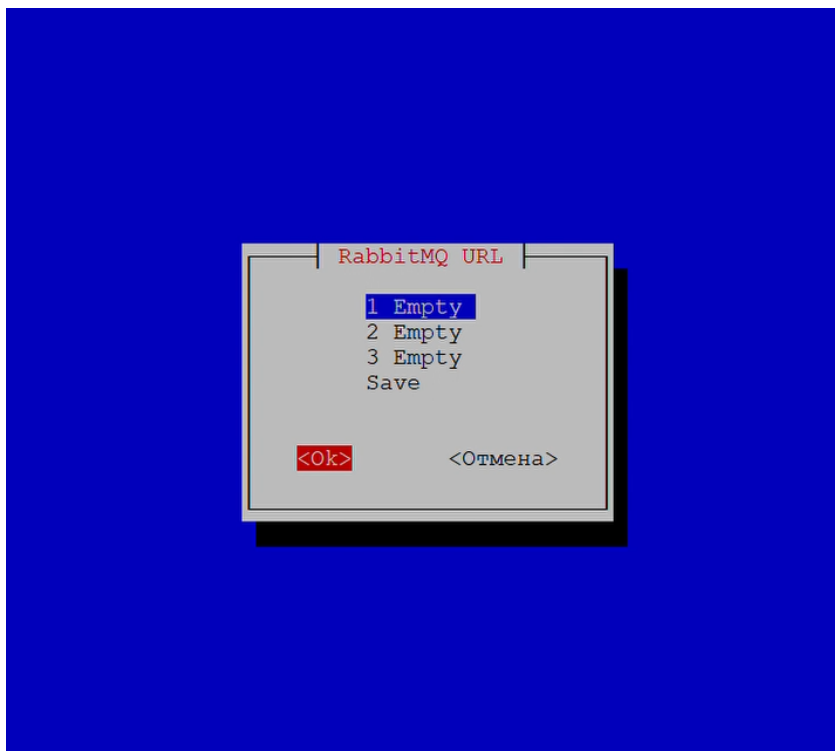 RabbitMQ URL
1 Empty
2 Empty
3 Empty
Save
<Ok> <Отмена>